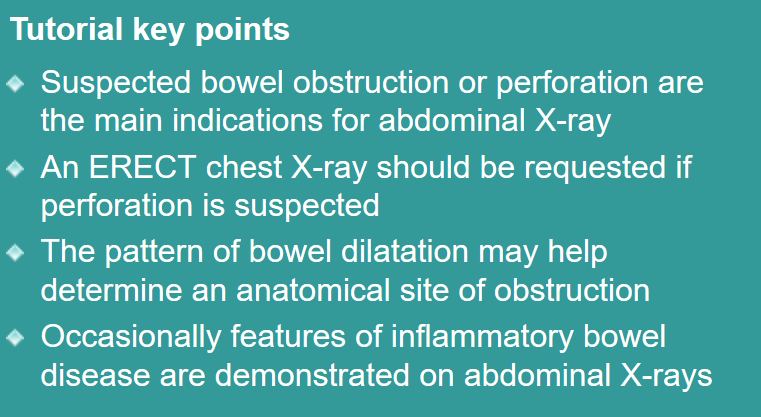 Tutorial key points
Suspected bowel obstruction or perforation are
the main indications for abdominal X-ray
An ERECT chest X-ray should be requested if
perforation is suspected
The pattern of bowel dilatation may help
determine an anatomical site of obstruction
Occasionally features of inflammatory bowel
disease are demonstrated on abdominal X-rays